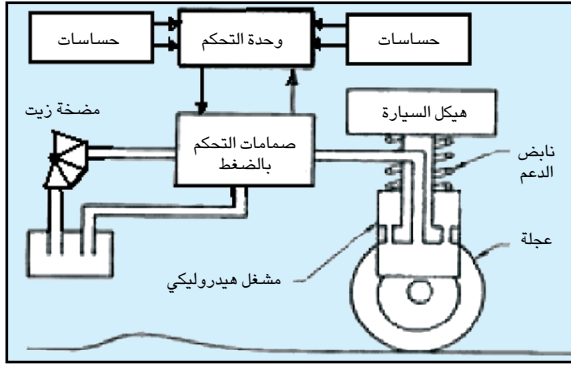 حساسات
وحدة التحكم
حساسات
مضخة زيت
صمامات التحكم
بالضغط
هيكل السيارة
نابض
الدعم
عجلة
مشغل هيدروليكي